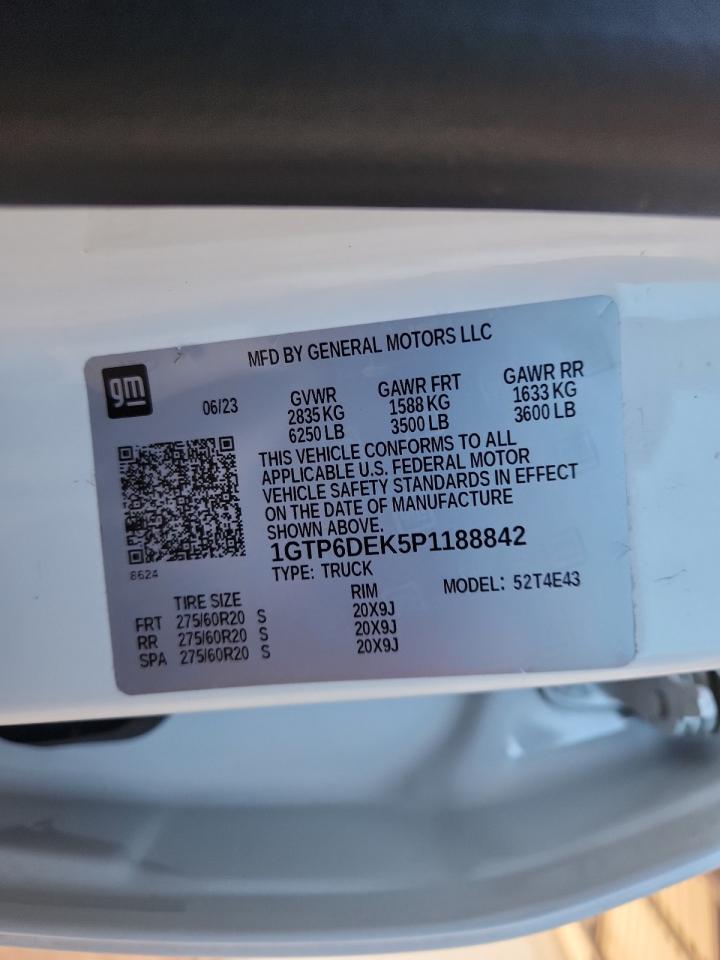 MFD BY GENERAL MOTORS LLC
gm
06/23
GVWR GAWR FRT GAWR RR
2835 KG 1588 KG 1633 KG
6250 LB 3500 LB 3600 LB
THIS VEHICLE CONFORMS TO ALL
APPLICABLE U.S. FEDERAL MOTOR
VEHICLE SAFETY STANDARDS IN EFFECT
ON THE DATE OF MANUFACTURE
SHOWN ABOVE.
1GTP6DEK5P1188842
8624
TYPE: TRUCK
MODEL: 52T4E43
TIRE SIZE RIM
FRT 275/60R20 S 20X9J
RR 275/60R20 S 20X9J
SPA 275/60R20 S 20X9J